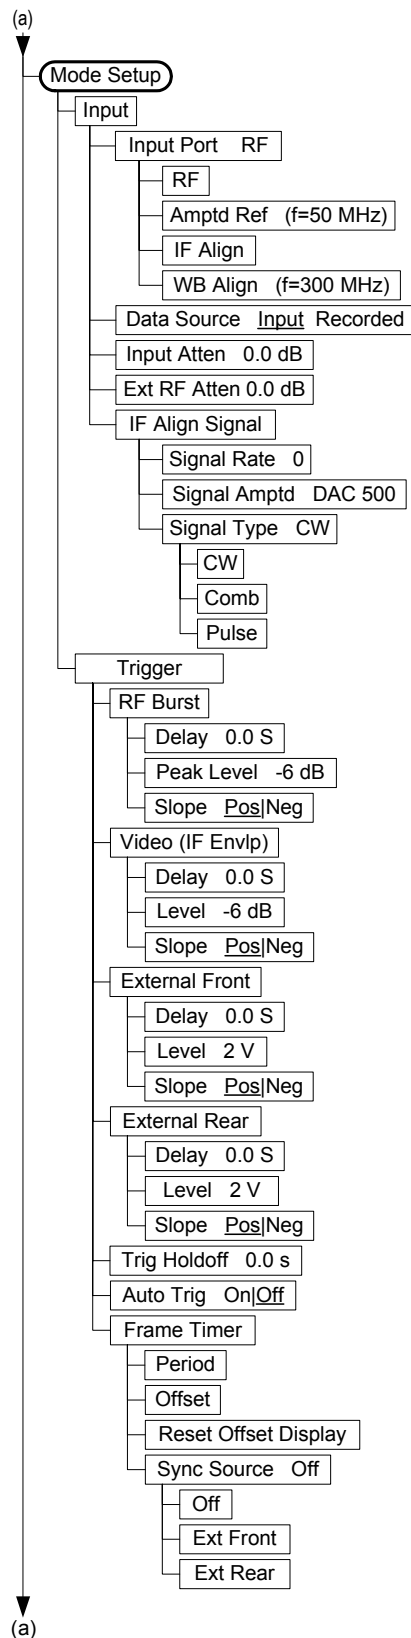 (a)
Mode Setup
Input
Input Port RF
RF
Amptd Ref (f=50 MHz)
IF Align
WB Align (f=300 MHz)
Data Source Input Recorded
Input Atten 0.0 dB
Ext RF Atten 0.0 dB
IF Align Signal
Signal Rate 0
Signal Amptd DAC 500
Signal Type CW
CW
Comb
Pulse
Trigger
RF Burst
Delay 0.0 S
Peak Level -6 dB
Slope Pos|Neg
Video (IF Envlp)
Delay 0.0 S
Level -6 dB
Slope Pos|Neg
External Front
Delay 0.0 S
Level 2 V
Slope Pos|Neg
External Rear
Delay 0.0 S
Level 2 V
Slope Pos|Neg
Trig Holdoff 0.0 s
Auto Trig On|Off
Frame Timer
Period
Offset
Reset Offset Display
Sync Source Off
Off
Ext Front
Ext Rear
(a)